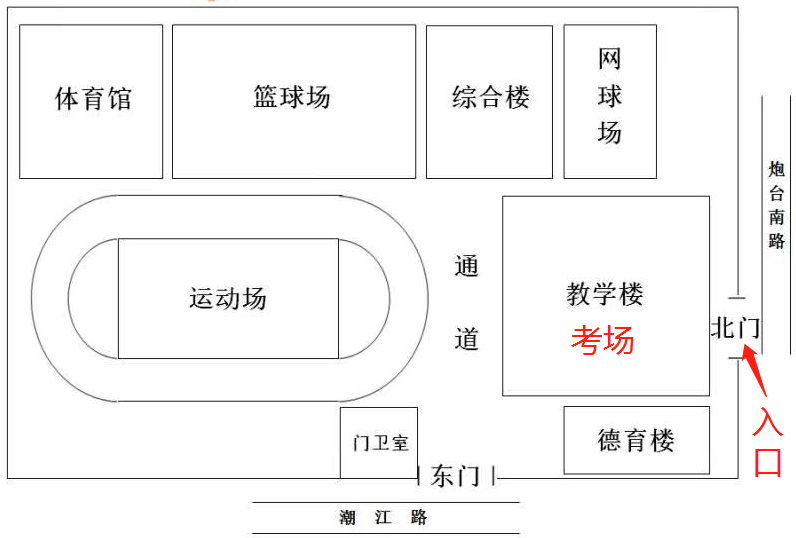 体育馆
篮球场
综合楼
网球场
炮台南路
运动场
通道
教学楼
考场
北门
入口
门卫室
德育楼
东门
潮江路